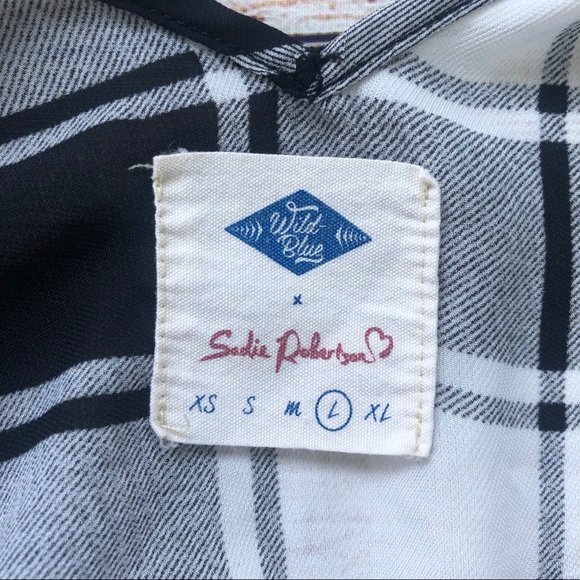 Wild-
Blue
x
Sadie Robertson
XS S M L XL